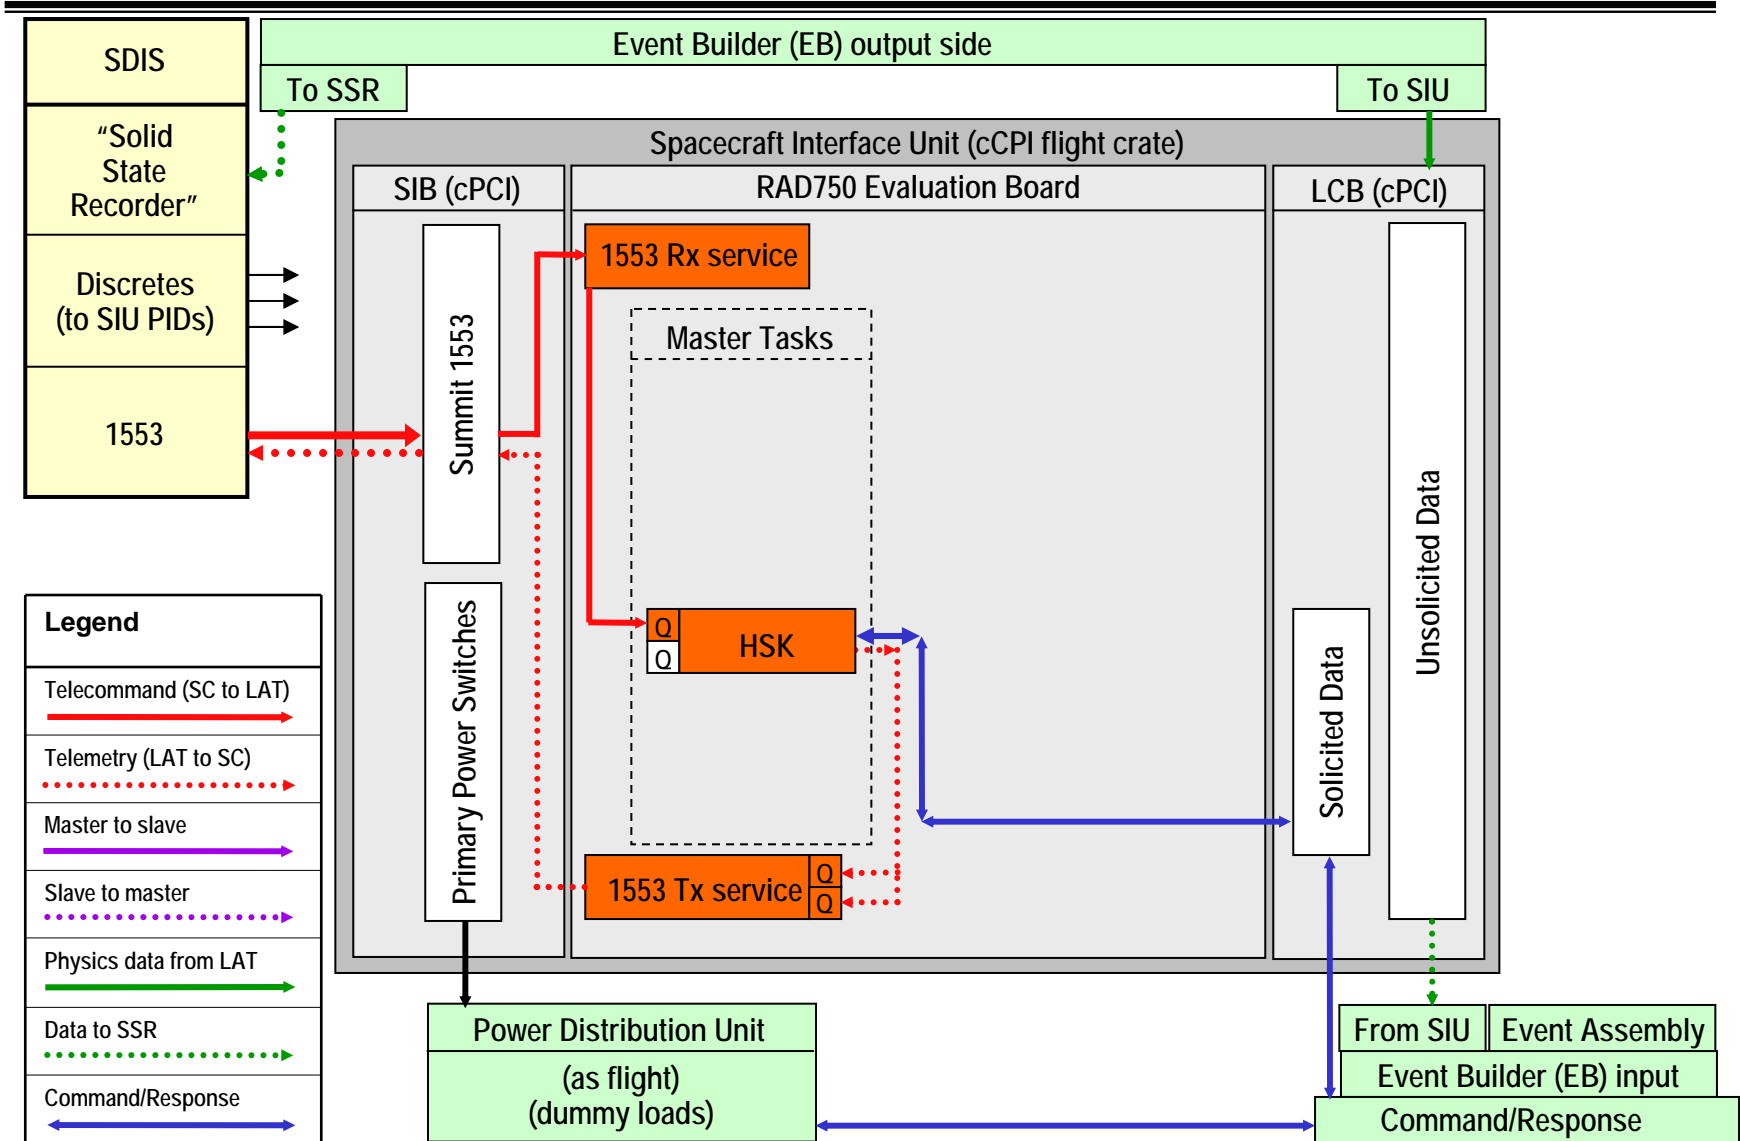 SDIS
"Solid
State
Recorder"
Discretes
(to SIU PIDs)
1553
Event Builder (EB) output side
To SSR
To SIU
Spacecraft Interface Unit (cCPI flight crate)
SIB (cPCI)
RAD750 Evaluation Board
LCB (cPCI)
Summit 1553
Primary Power Switches
1553 Rx service
Master Tasks
Q
Q
HSK
1553 Tx service
Q
Q
Solicited Data
Unsolicited Data
Legend
Telecommand (SC to LAT)
Telemetry (LAT to SC)
Master to slave
Slave to master
Physics data from LAT
Data to SSR
Command/Response
Power Distribution Unit
(as flight)
(dummy loads)
From SIU
Event Assembly
Event Builder (EB) input
Command/Response